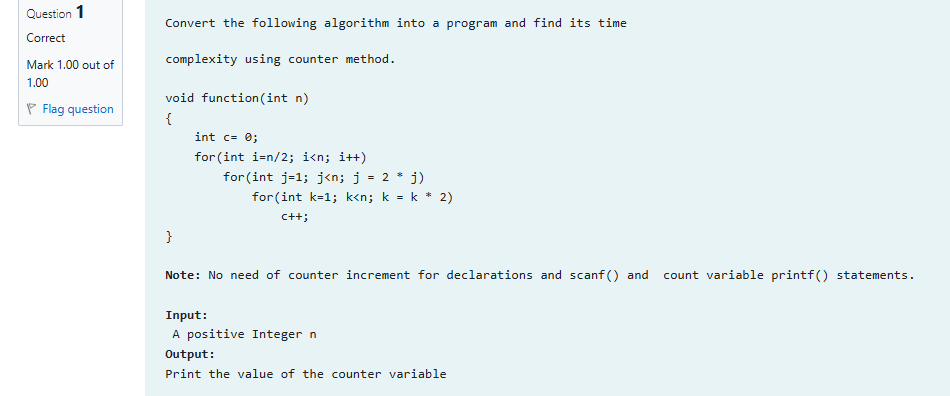 Question 1
Correct
Mark 1.00 out of
1.00
Flag question
Convert the following algorithm into a program and find its time
complexity using counter method.
void function(int n)
{
    int c= 0;
    for(int i=n/2; i<n; i++)
        for(int j=1; j<n; j = 2 * j)
            for(int k=1; k<n; k = k * 2)
                c++;
}
Note: No need of counter increment for declarations and scanf() and  count variable printf() statements.
Input:
 A positive Integer n
Output:
Print the value of the counter variable